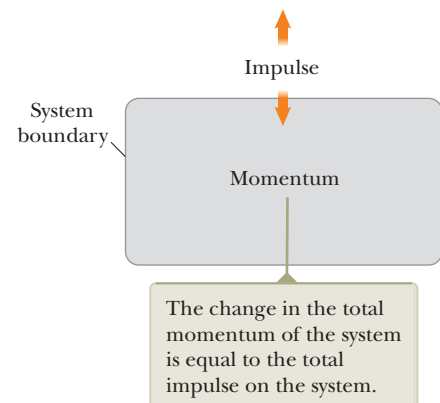 Impulse
System
boundary
Momentum
The change in the total
momentum of the system
is equal to the total
impulse on the system.